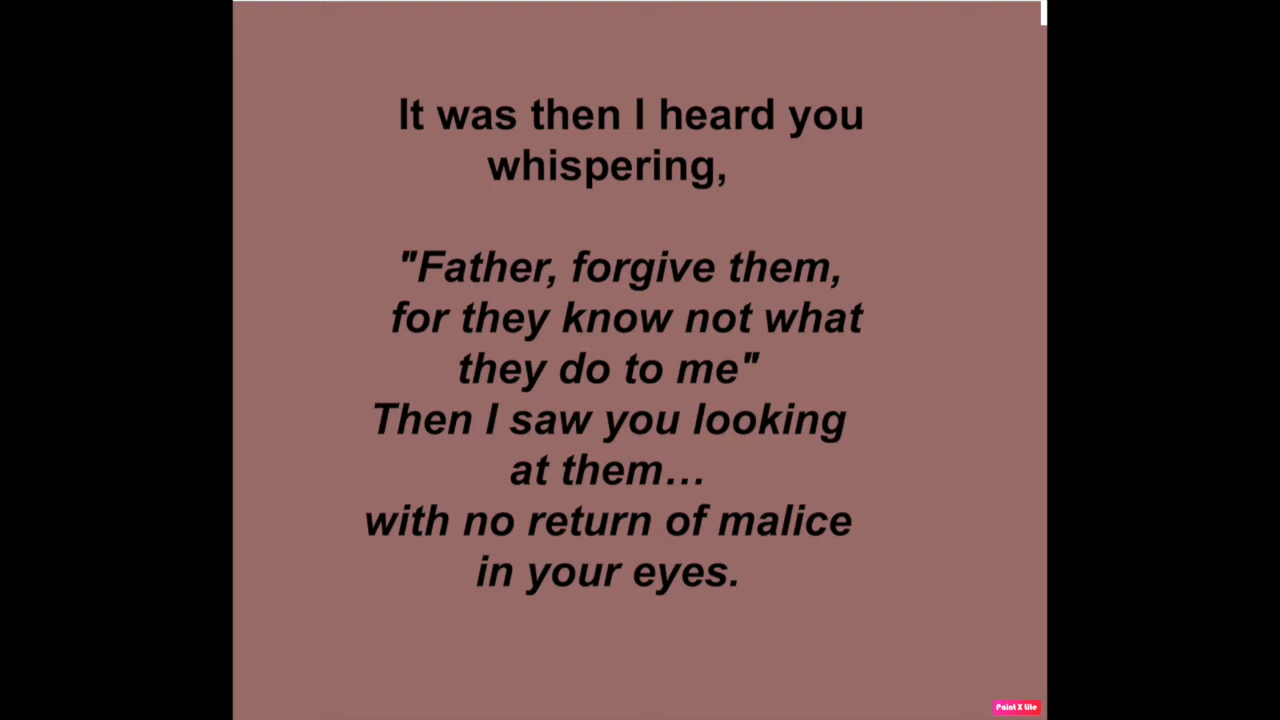 It was then I heard you
whispering,
"Father, forgive them,
for they know not what
they do to me"
Then I saw you looking
at them...
with no return of malice
in your eyes.
Paint X lite